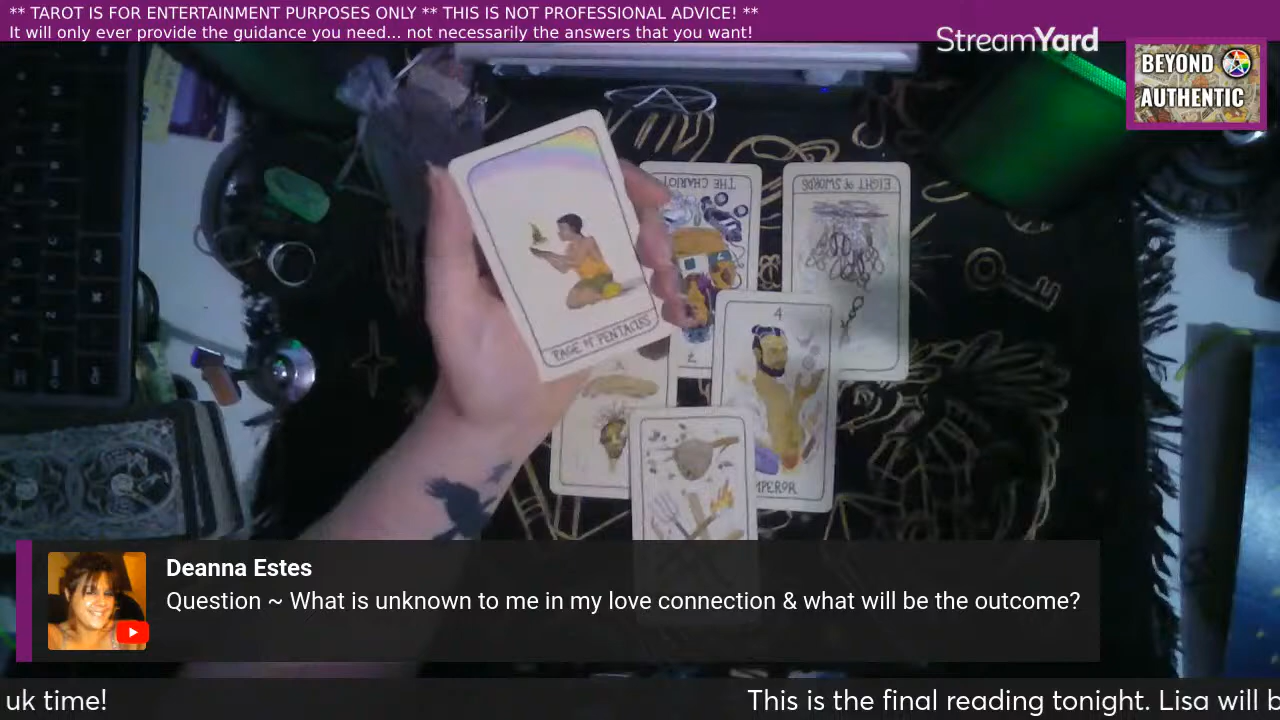 ** TAROT IS FOR ENTERTAINMENT PURPOSES ONLY ** THIS IS NOT PROFESSIONAL ADVICE! **
It will only ever provide the guidance you need... not necessarily the answers that you want!
StreamYard
BEYOND
AUTHENTIC
THE CHARIOT
EIGHT OF SWORDS
PAGE OF PENTACLES
7
4
MPEROR
Deanna Estes
Question ~ What is unknown to me in my love connection & what will be the outcome?
uk time!
This is the final reading tonight. Lisa will b